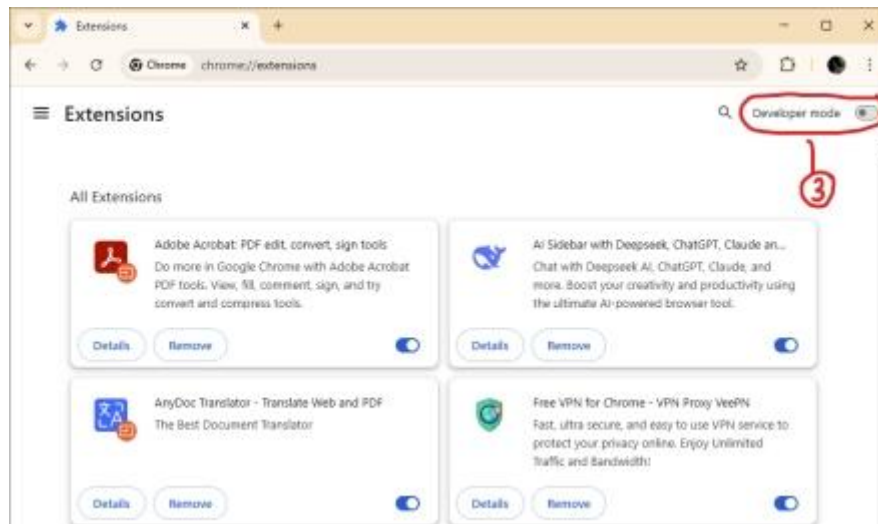 Extensions
Chrome chrome://extensions
Extensions
Developer mode
3
All Extensions
Adobe Acrobat: PDF edit, convert, sign tools
Do more in Google Chrome with Adobe Acrobat
PDF tools. View, fill, comment, sign, and try
convert and compress tools.
Details Remove
AI Sidebar with Deepseek, ChatGPT, Claude an...
Chat with Deepseek AI, ChatGPT, Claude, and
more. Boost your creativity and productivity using
the ultimate AI-powered browser tool.
Details Remove
AnyDoc Translator - Translate Web and PDF
The Best Document Translator
Details Remove
Free VPN for Chrome - VPN Proxy VeePN
Fast, ultra secure, and easy to use VPN service to
protect your privacy online. Enjoy Unlimited
Traffic and Bandwidth!
Details Remove